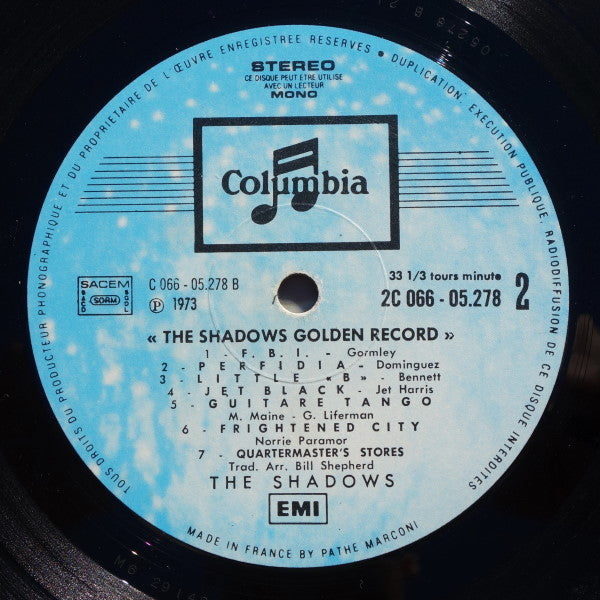 TOUS DROITS DU PRODUCTEUR PHONOGRAPHIQUE ET DU PROPRIETAIRE DE L'ŒUVRE ENREGISTREE RESERVES • DUPLICATION EXECUTION PUBLIQUE, RADIODIFFUSION DE CE DISQUE INTERDITES
STEREO
CE DISQUE PEUT ÊTRE UTILISE
AVEC UN LECTEUR
MONO
Columbia
SACEM
SACD
SDRM
SGDL
C 066 - 05.278 B
Ⓟ 1973
33 1/3 tours minute
2C 066 - 05.278
2
« THE SHADOWS GOLDEN RECORD »
1 - F.B.I. - Gormley
2 - PERFIDIA - Dominguez
3 - LITTLE «B» - Bennett
4 - JET BLACK - Jet Harris
5 - GUITARE TANGO
M. Maine - G. Liferman
6 - FRIGHTENED CITY
Norrie Paramor
7 - QUARTERMASTER'S STORES
Trad. Arr. Bill Shepherd
THE SHADOWS
EMI
MADE IN FRANCE BY PATHE MARCONI